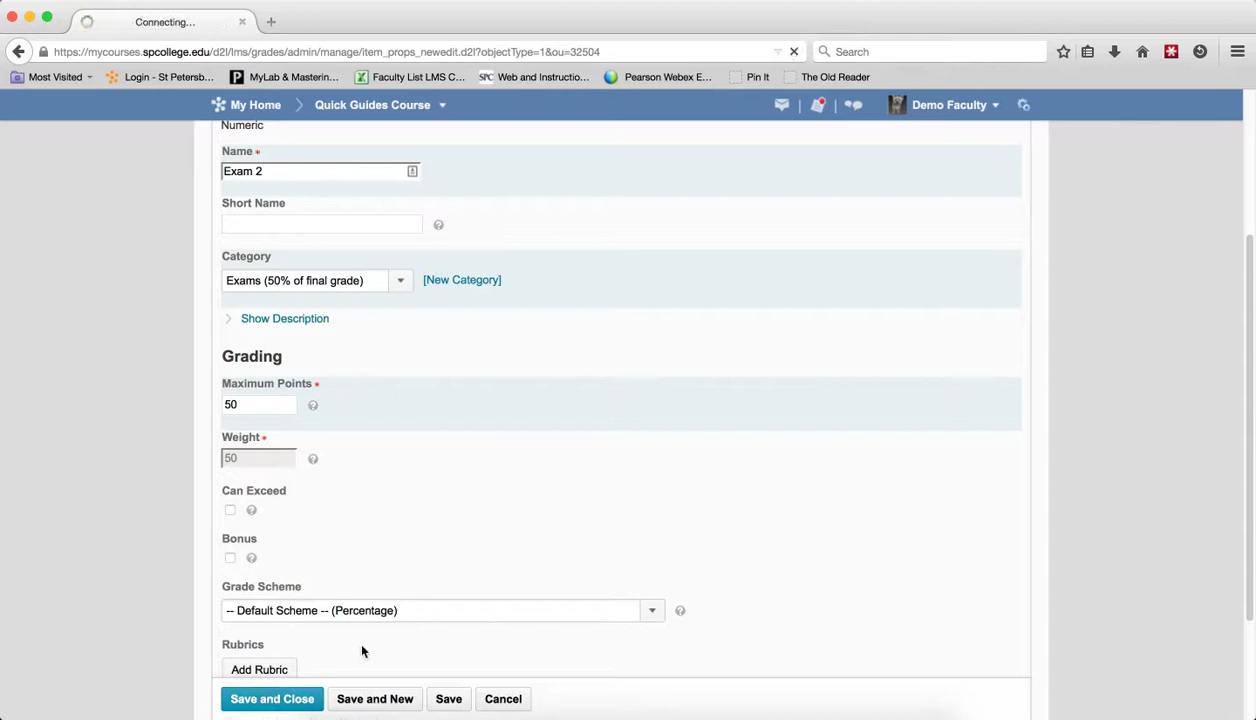 Connecting...
https://mycourses.spcollege.edu/d2l/lms/grades/admin/manage/item_props_newedit.d2l?objectType=1&ou=32504
Search
Most Visited
Login - St Petersb...
P MyLab & Mastering...
Faculty List LMS C...
SPC Web and Instructio...
Pearson Webex E...
Pin It
The Old Reader
My Home
Quick Guides Course
Demo Faculty
Numeric
Name *
Exam 2
Short Name
?
Category
Exams (50% of final grade)
[New Category]
Show Description
Grading
Maximum Points *
50 ?
Weight *
50 ?
Can Exceed
?
Bonus
?
Grade Scheme
-- Default Scheme -- (Percentage) ?
Rubrics
Add Rubric
Save and Close
Save and New
Save
Cancel